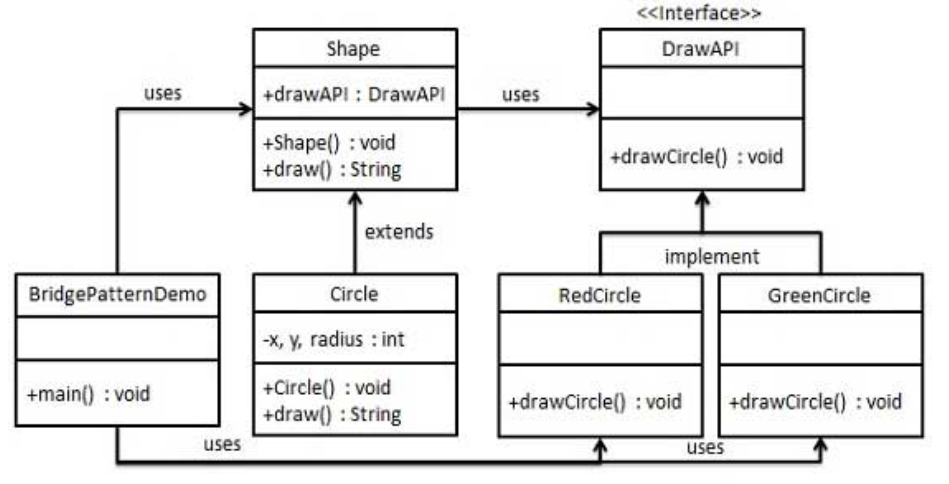 <<Interface>>
Shape
+drawAPI : DrawAPI
+Shape() : void
+draw() : String
uses
uses
DrawAPI
+drawCircle() : void
extends
implement
BridgePatternDemo
+main() : void
Circle
-x, y, radius : int
+Circle() : void
+draw() : String
RedCircle
+drawCircle() : void
GreenCircle
+drawCircle() : void
uses
uses